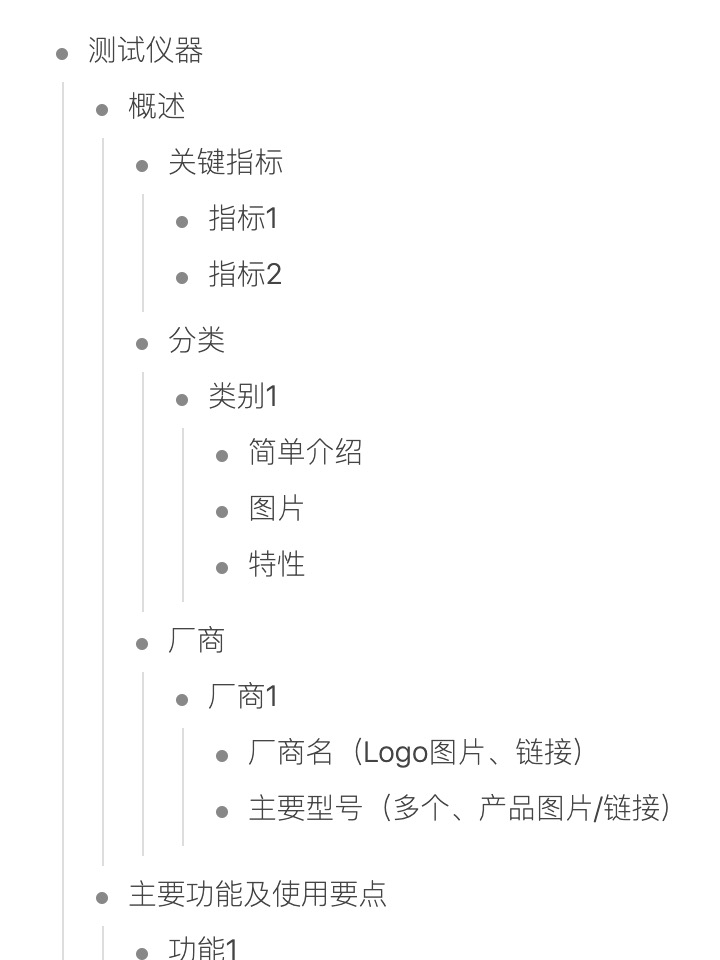 测试仪器
概述
关键指标
指标1
指标2
分类
类别1
简单介绍
图片
特性
厂商
厂商1
厂商名（Logo图片、链接）
主要型号（多个、产品图片/链接）
主要功能及使用要点
功能1